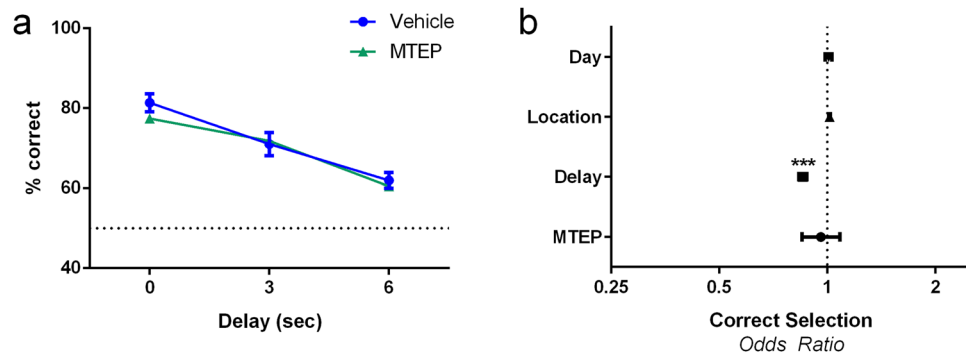 a
Vehicle
MTEP
100
80
60
40
% correct
0 3 6
Delay (sec)
b
Day
Location
Delay
***
MTEP
0.25 0.5 1 2
Correct Selection
Odds Ratio